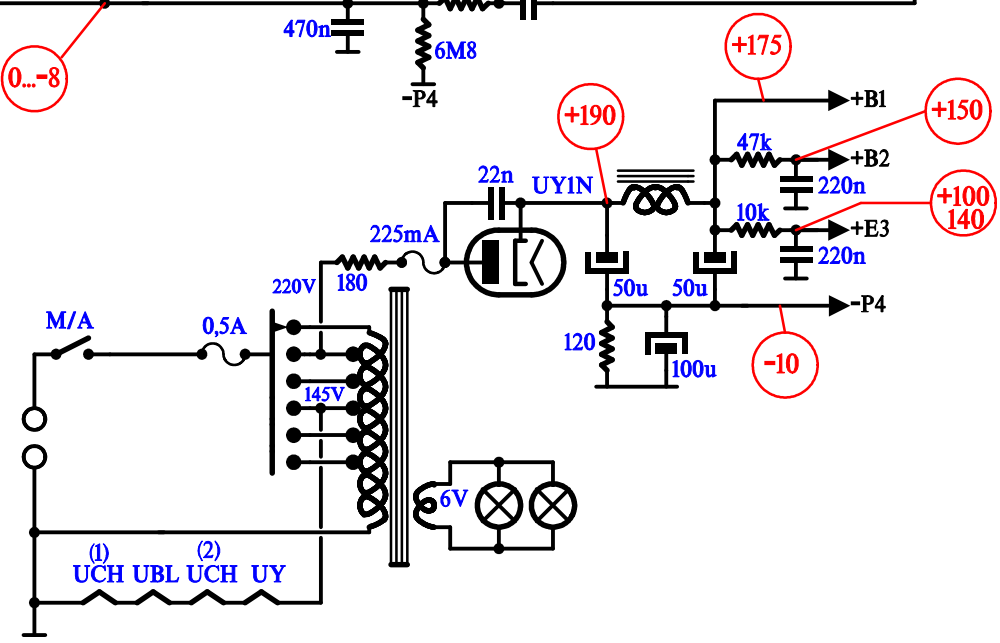 470n
6M8
-P4
0...-8
+175
+B1
+190
+150
47k
+B2
22n
UY1N
220n
+100
140
10k
+E3
225mA
220n
220V
180
50u
50u
-P4
M/A
0,5A
120
100u
-10
145V
6V
(1)
(2)
UCH
UBL
UCH
UY